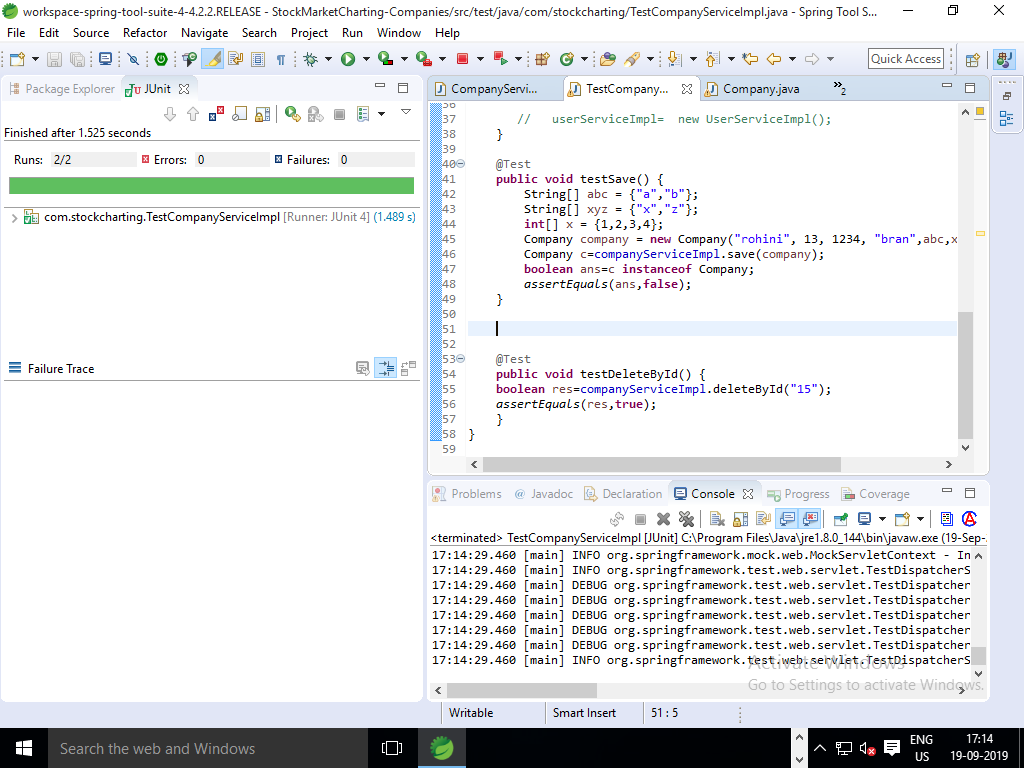 workspace-spring-tool-suite-4-4.2.2.RELEASE - StockMarketCharting-Companies/src/test/java/com/stockcharting/TestCompanyServiceImpl.java - Spring Tool S...
File Edit Source Refactor Navigate Search Project Run Window Help
Quick Access
Package Explorer JUnit
Finished after 1.525 seconds
Runs: 2/2 Errors: 0 Failures: 0
com.stockcharting.TestCompanyServiceImpl [Runner: JUnit 4] (1.489 s)
Failure Trace
CompanyServi... TestCompany... Company.java »2
36
37 // userServiceImpl= new UserServiceImpl();
38 }
39
40 @Test
41 public void testSave() {
42 String[] abc = {"a","b"};
43 String[] xyz = {"x","z"};
44 int[] x = {1,2,3,4};
45 Company company = new Company("rohini", 13, 1234, "bran",abc,x
46 Company c=companyServiceImpl.save(company);
47 boolean ans=c instanceof Company;
48 assertEquals(ans,false);
49 }
50
51
52
53 @Test
54 public void testDeleteById() {
55 boolean res=companyServiceImpl.deleteById("15");
56 assertEquals(res,true);
57 }
58 }
59
Problems @ Javadoc Declaration Console Progress Coverage
<terminated> TestCompanyServiceImpl [JUnit] C:\Program Files\Java\jre1.8.0_144\bin\javaw.exe (19-Sep-
17:14:29.460 [main] INFO org.springframework.mock.web.MockServletContext - In
17:14:29.460 [main] INFO org.springframework.test.web.servlet.TestDispatcherS
17:14:29.460 [main] DEBUG org.springframework.test.web.servlet.TestDispatcher
17:14:29.460 [main] DEBUG org.springframework.test.web.servlet.TestDispatcher
17:14:29.460 [main] DEBUG org.springframework.test.web.servlet.TestDispatcher
17:14:29.460 [main] DEBUG org.springframework.test.web.servlet.TestDispatcher
17:14:29.460 [main] DEBUG org.springframework.test.web.servlet.TestDispatcher
17:14:29.460 [main] INFO org.springframework.test.web.servlet.TestDispatcherS
Activate Windows
Go to Settings to activate Windows.
Writable Smart Insert 51 : 5
Search the web and Windows
ENG
US
17:14
19-09-2019